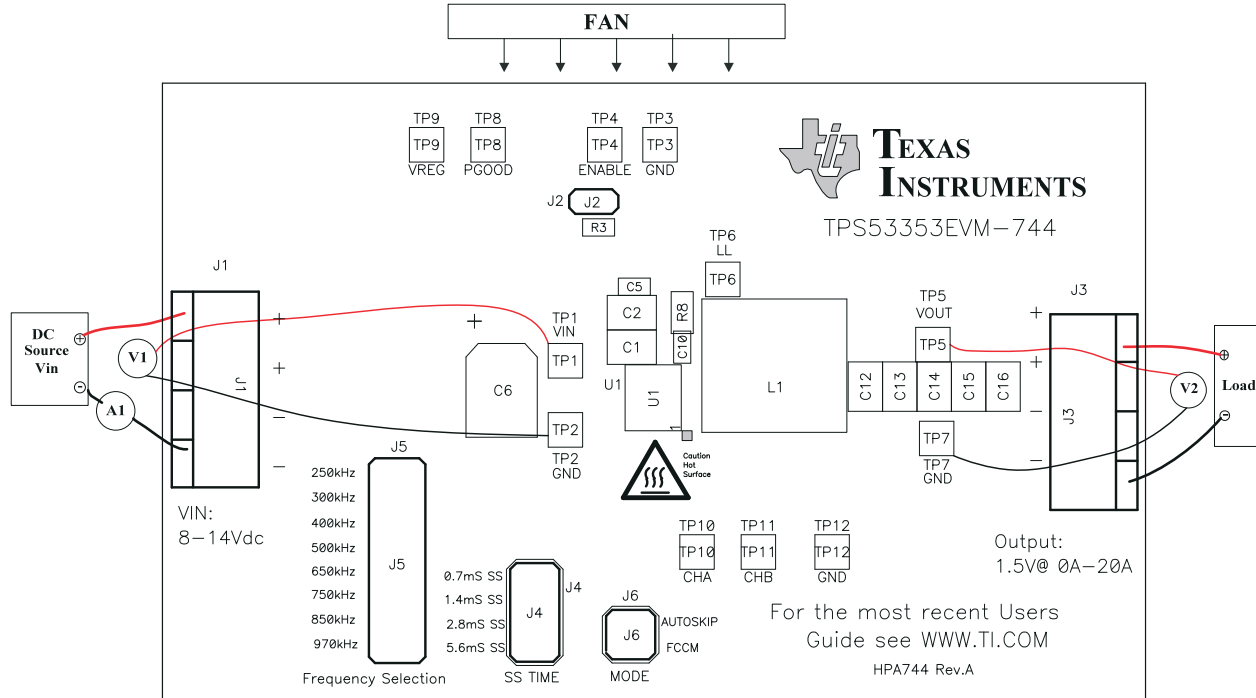 FAN
TP9
TP8
TP4
TP3
TP9
TP8
TP4
TP3
VREG
PGOOD
ENABLE
GND
TEXAS
INSTRUMENTS
TPS53353EVM-744
J2
J2
R3
TP6
LL
TP6
J1
J3
DC
Source
Vin
V1
A1
J1
+
+
-
-
+
TP1
VIN
TP1
C6
TP2
TP2
GND
C5
C2
C1
R8
C10
U1
U1
1
L1
TP5
VOUT
TP5
C12
C13
C14
C15
C16
TP7
TP7
GND
+
+
-
-
J3
V2
Load
Caution
Hot
Surface
VIN:
8-14Vdc
J5
250kHz
300kHz
400kHz
500kHz
650kHz
750kHz
850kHz
970kHz
J5
Frequency Selection
0.7mS SS
1.4mS SS
2.8mS SS
5.6mS SS
J4
J4
SS TIME
J6
J6
AUTOSKIP
FCCM
MODE
TP10
TP11
TP12
TP10
TP11
TP12
CHA
CHB
GND
Output:
1.5V@ 0A-20A
For the most recent Users
Guide see WWW.TI.COM
HPA744 Rev.A